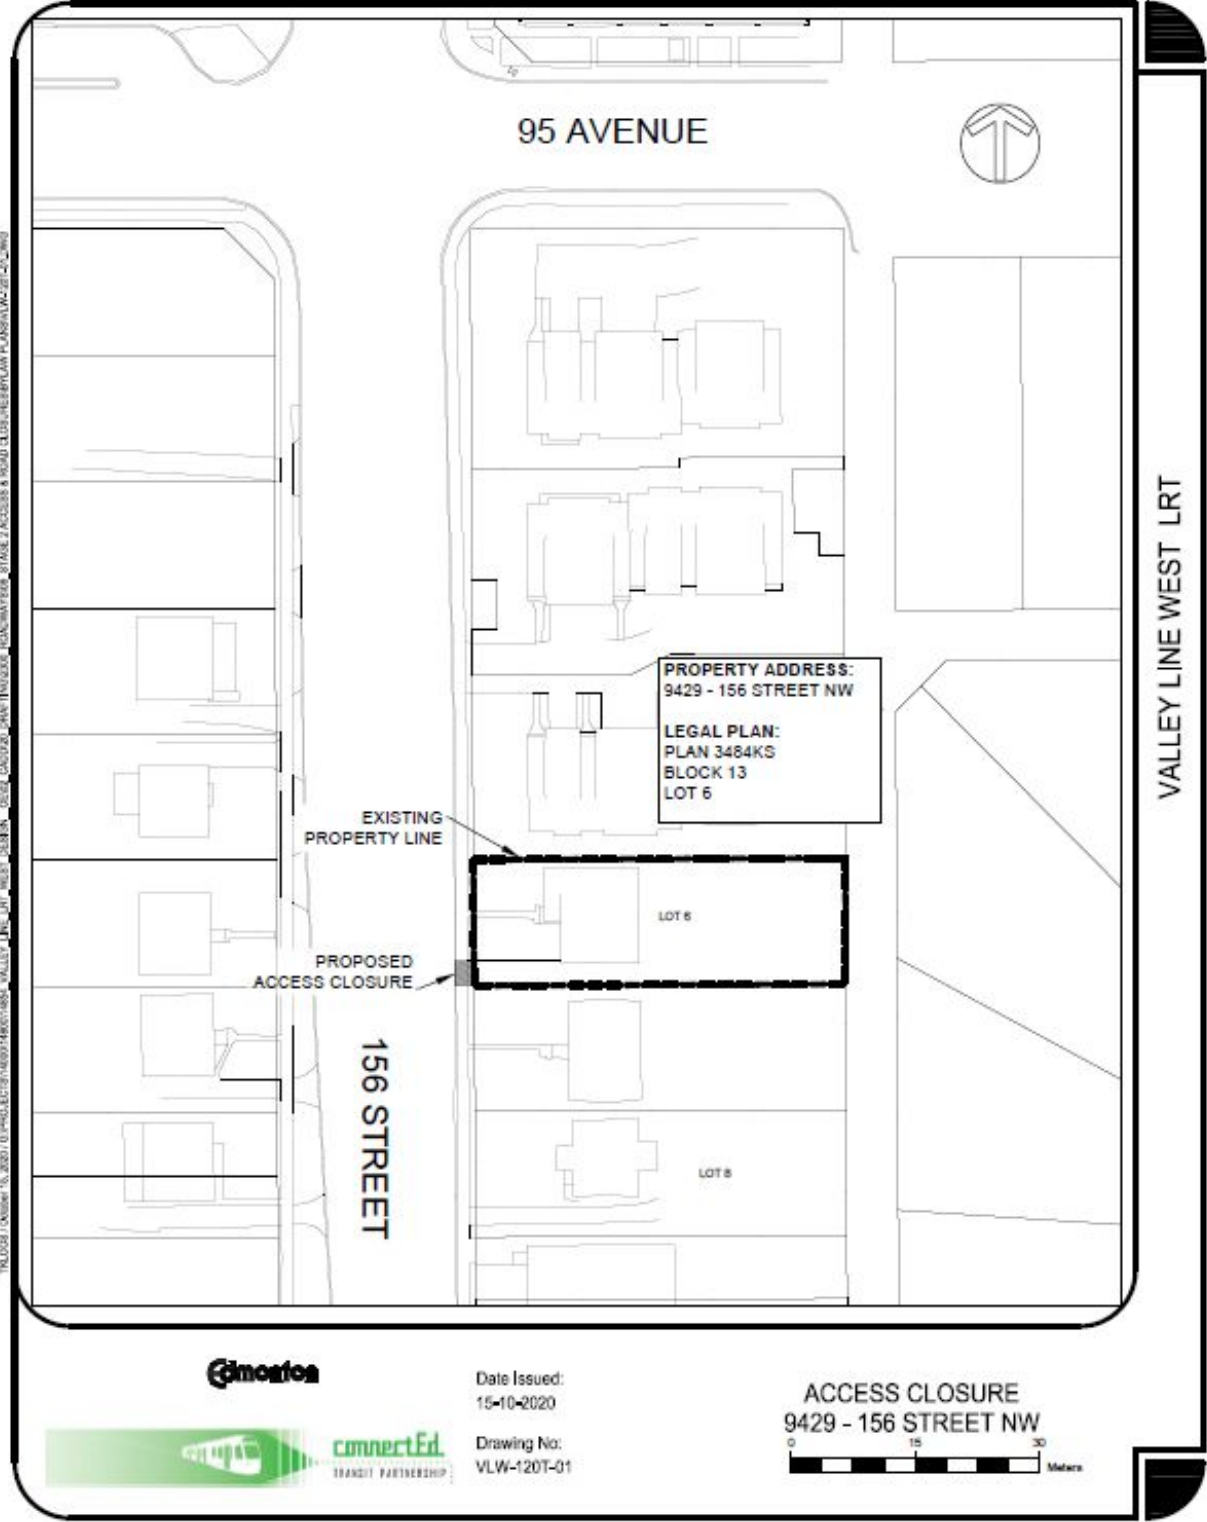 95 AVENUE
PROPERTY ADDRESS:
9429 - 156 STREET NW
LEGAL PLAN:
PLAN 3484KS
BLOCK 13
LOT 6
EXISTING
PROPERTY LINE
LOT 6
PROPOSED
ACCESS CLOSURE
156 STREET
LOT 8
VALLEY LINE WEST LRT
Edmonton
connectEd
TRANSIT PARTNERSHIP
Date Issued:
15-10-2020
Drawing No:
VLW-120T-01
ACCESS CLOSURE
9429 - 156 STREET NW
0 15 30
Meters